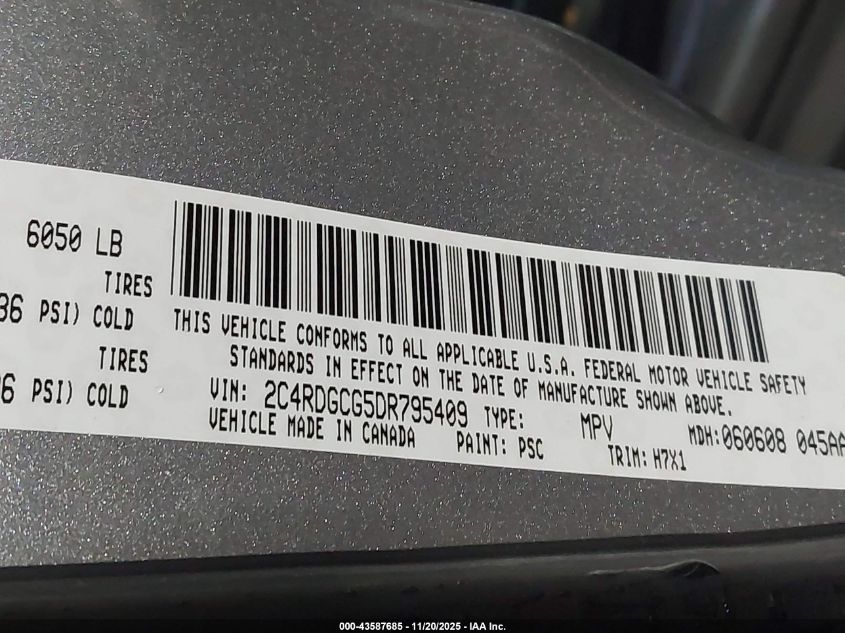 6050 LB
TIRES
36 PSI) COLD
TIRES
36 PSI) COLD
THIS VEHICLE CONFORMS TO ALL APPLICABLE U.S.A. FEDERAL MOTOR VEHICLE SAFETY
STANDARDS IN EFFECT ON THE DATE OF MANUFACTURE SHOWN ABOVE.
VIN: 2C4RDGCG5DR795409 TYPE: MPV MDH:060608 045AA
VEHICLE MADE IN CANADA PAINT: PSC TRIM: H7X1
000-43587685 - 11/20/2025 - IAA Inc.